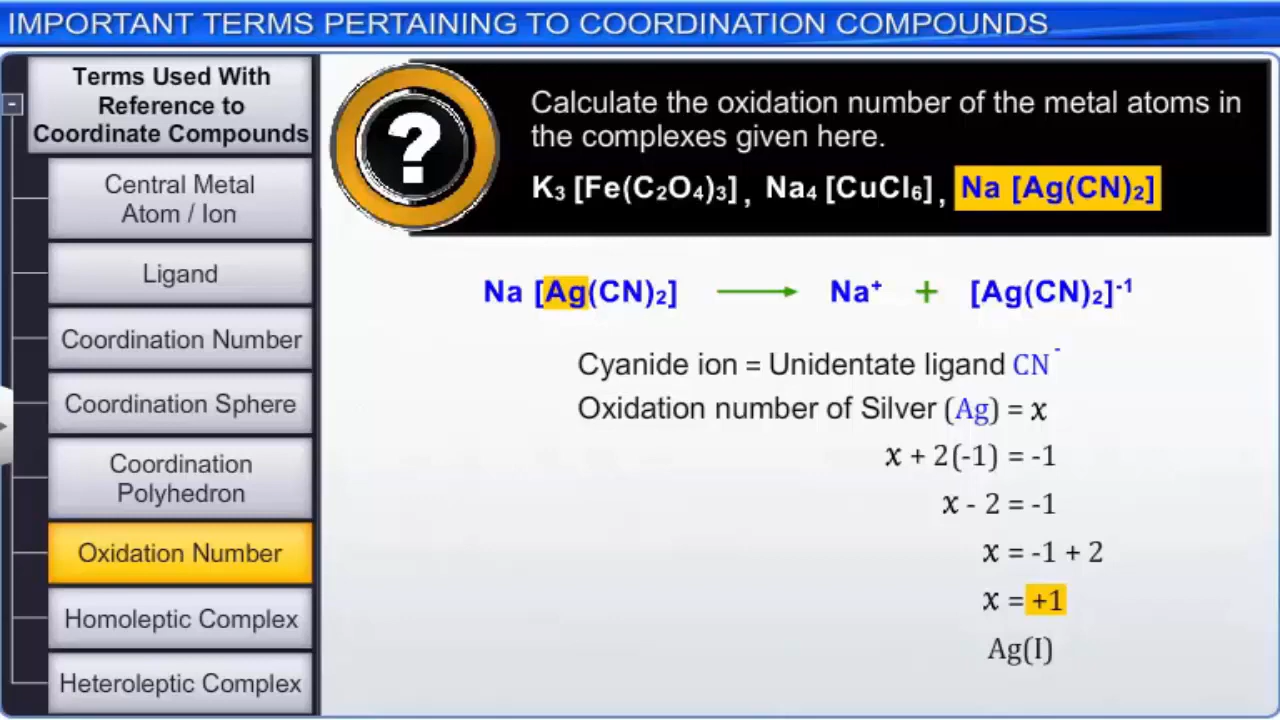 IMPORTANT TERMS PERTAINING TO COORDINATION COMPOUNDS
Terms Used With
Reference to
Coordinate Compounds
Central Metal
Atom / Ion
Ligand
Coordination Number
Coordination Sphere
Coordination
Polyhedron
Oxidation Number
Homoleptic Complex
Heteroleptic Complex
?
Calculate the oxidation number of the metal atoms in
the complexes given here.
K₃ [Fe(C₂O₄)₃] , Na₄ [CuCl₆] , Na [Ag(CN)₂]
Na [Ag(CN)₂] ⟶ Na⁺ + [Ag(CN)₂]⁻¹
Cyanide ion = Unidentate ligand CN⁻
Oxidation number of Silver (Ag) = x
x + 2(-1) = -1
x - 2 = -1
x = -1 + 2
x = +1
Ag(I)